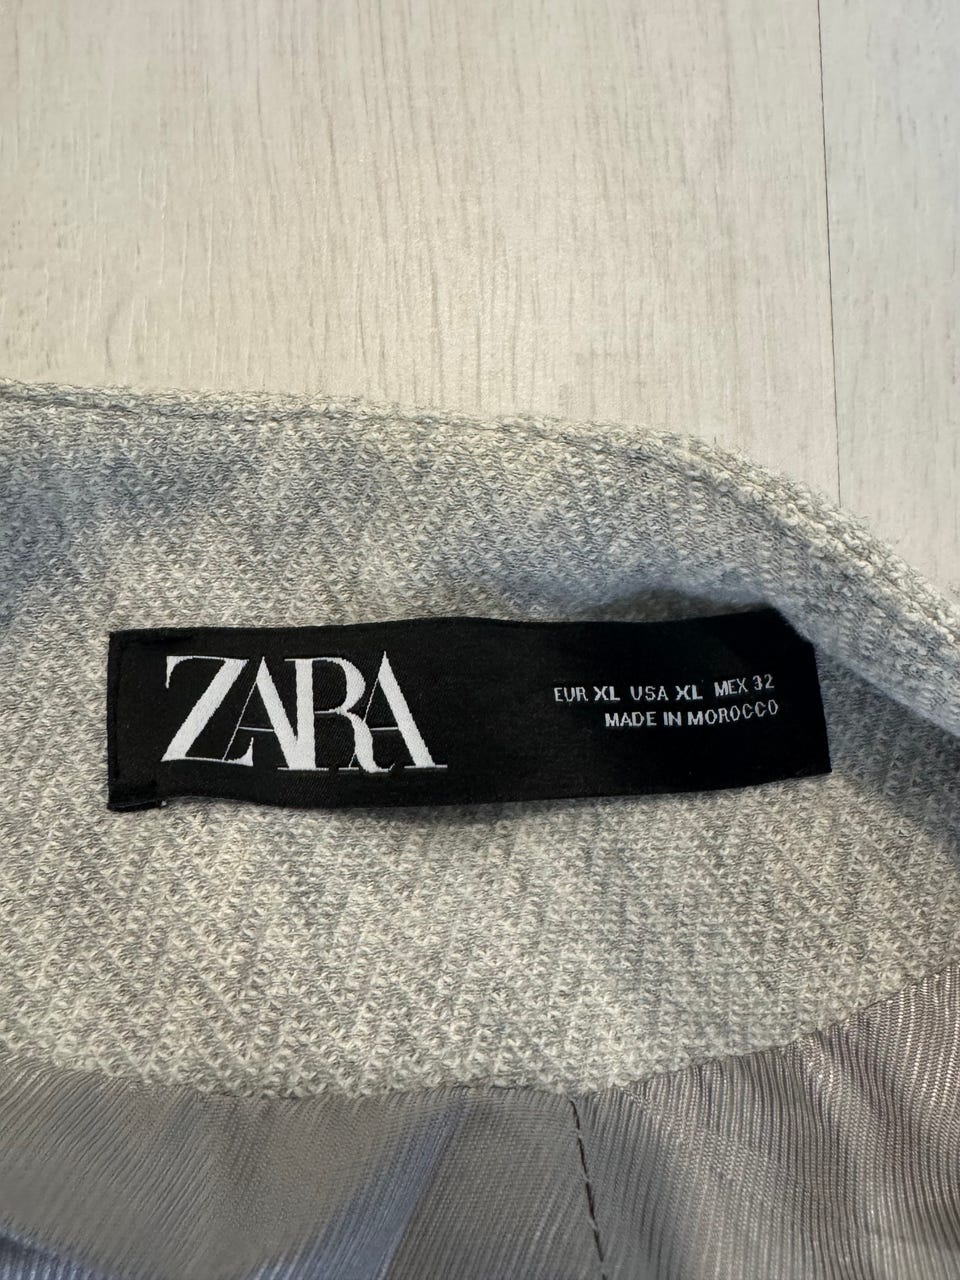 ZARA
EUR XL USA XL MEX 32
MADE IN MOROCCO